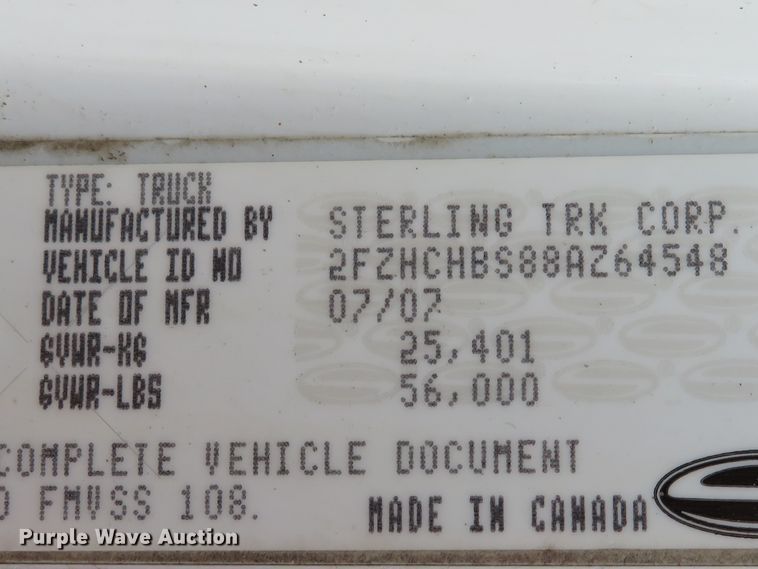 TYPE: TRUCK
MANUFACTURED BY STERLING TRK CORP.
VEHICLE ID NO 2FZHCHBS88AZ64548
DATE OF MFR 07/07
GVWR-KG 25,401
GVWR-LBS 56,000
COMPLETE VEHICLE DOCUMENT
FMVSS 108. MADE IN CANADA
Purple Wave Auction